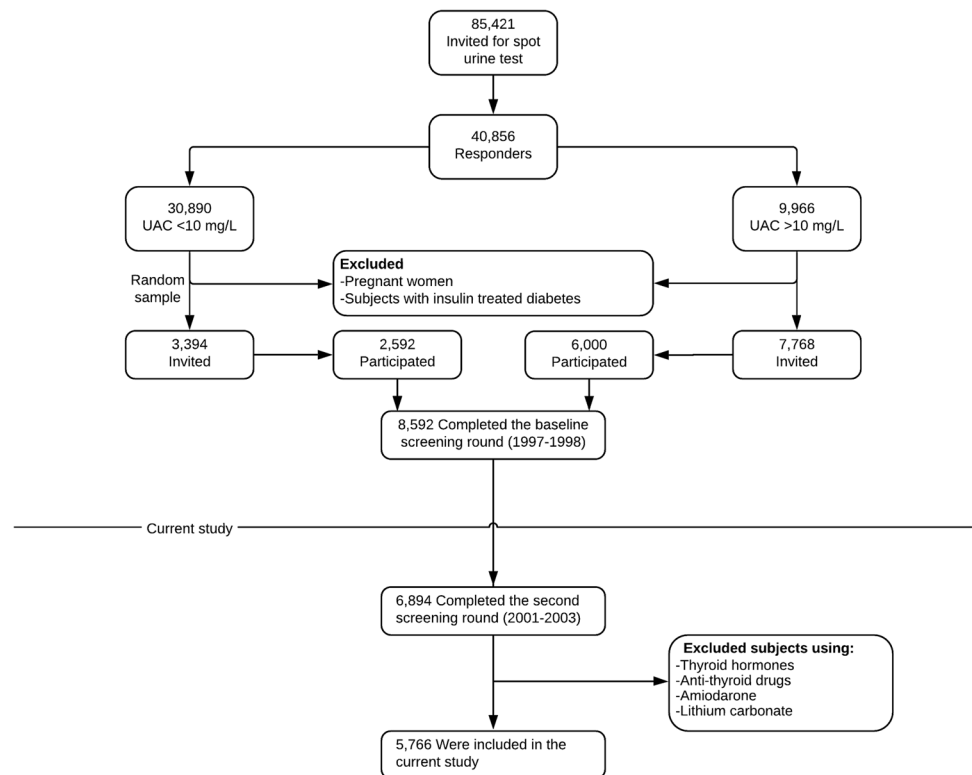 85,421
Invited for spot
urine test
40,856
Responders
30,890
UAC <10 mg/L
9,966
UAC >10 mg/L
Random
sample
Excluded
-Pregnant women
-Subjects with insulin treated diabetes
3,394
Invited
2,592
Participated
6,000
Participated
7,768
Invited
8,592 Completed the baseline
screening round (1997-1998)
Current study
6,894 Completed the second
screening round (2001-2003)
Excluded subjects using:
-Thyroid hormones
-Anti-thyroid drugs
-Amiodarone
-Lithium carbonate
5,766 Were included in the
current study